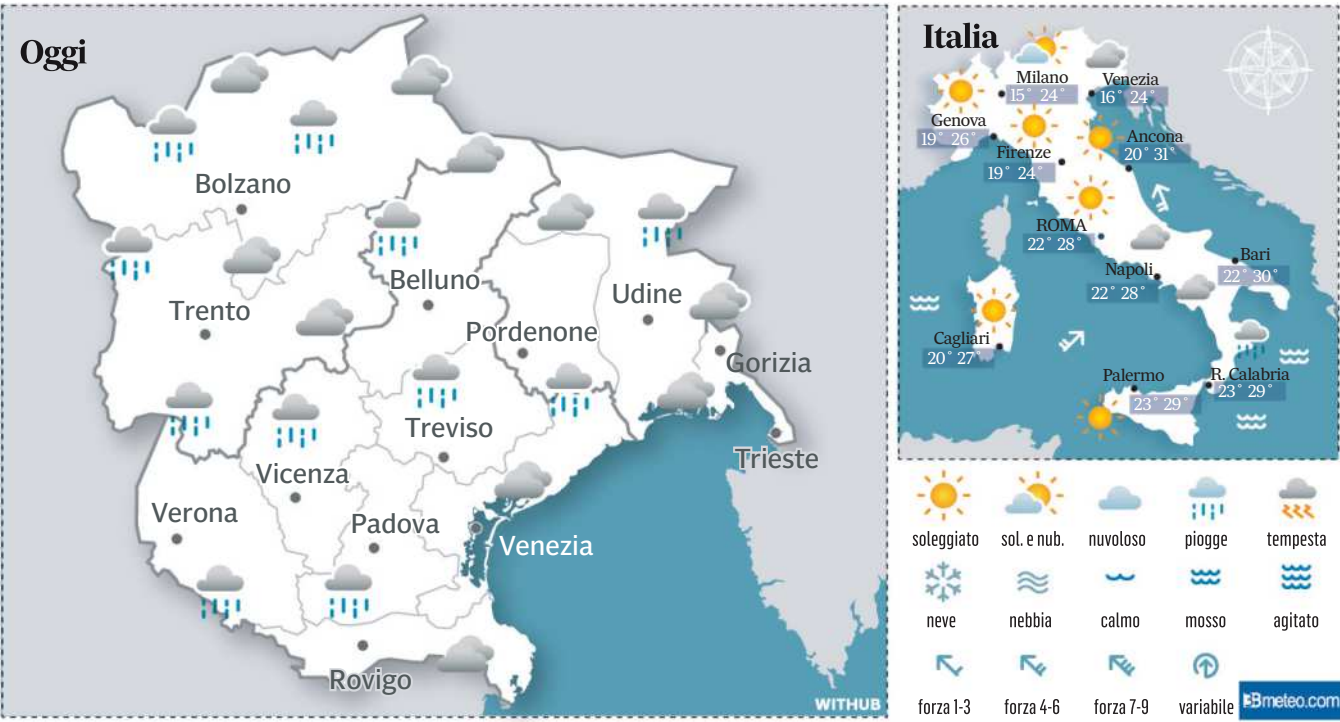 Oggi
Bolzano
Trento
Belluno
Udine
Pordenone
Gorizia
Treviso
Trieste
Vicenza
Verona
Padova
Venezia
Rovigo
WITHUB
Italia
Milano
15° 24°
Venezia
16° 24°
Genova
19° 26°
Ancona
20° 31°
Firenze
19° 24°
ROMA
22° 28°
Bari
22° 30°
Napoli
22° 28°
Cagliari
20° 27°
Palermo
23° 29°
R. Calabria
23° 29°
soleggiato
sol. e nub.
nuvoloso
piogge
tempesta
neve
nebbia
calmo
mosso
agitato
forza 1-3
forza 4-6
forza 7-9
variabile
3Bmeteo.com